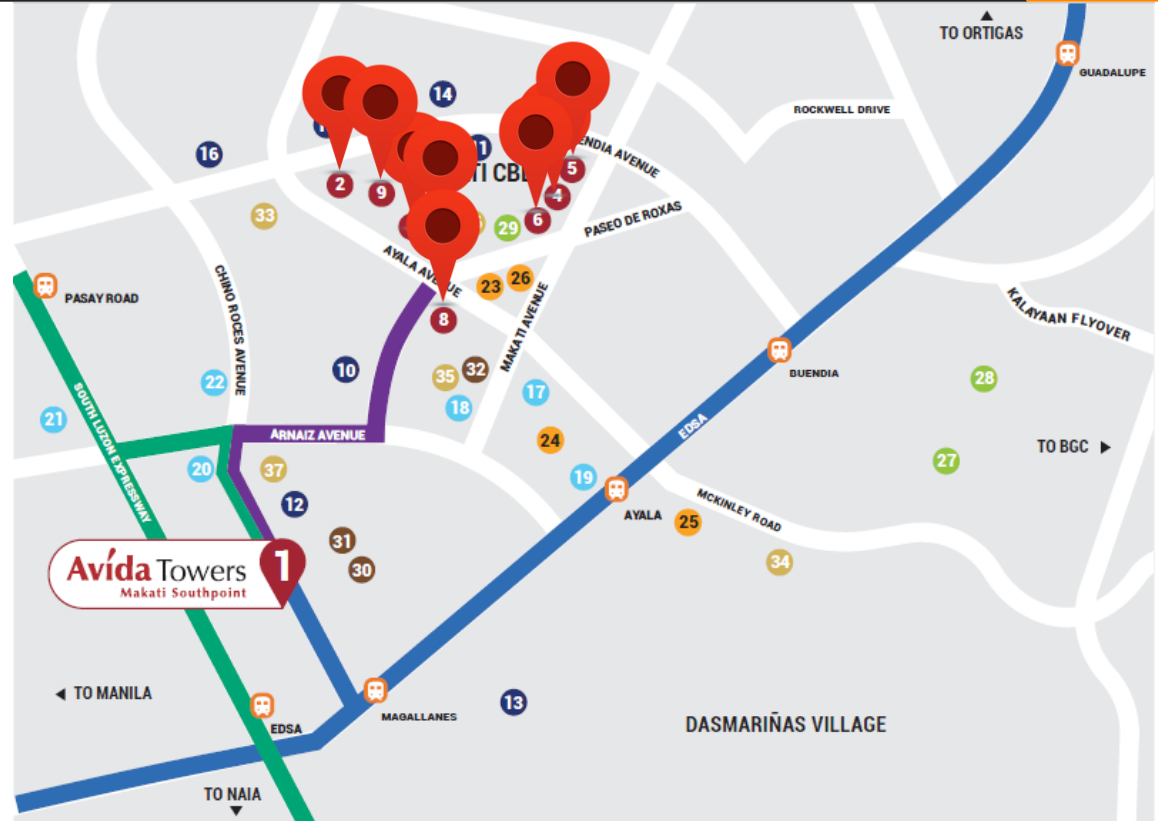 TO ORTIGAS
GUADALUPE
ROCKWELL DRIVE
14
16
11
ENDIA AVENUE
TI CB
5
2
9
4
6
33
29
PASEO DE ROXAS
AYALA AVENUE
23
26
8
CHINO ROCES AVENUE
PASAY ROAD
MAKATI AVENUE
KALAYAAN FLYOVER
BUENDIA
10
35
32
22
18
17
28
21
SOUTH LUZON EXPRESSWAY
ARNAIZ AVENUE
24
EDSA
TO BGC
20
37
19
27
12
AYALA
25
MCKINLEY ROAD
31
30
34
Avida Towers
Makati Southpoint
1
TO MANILA
EDSA
MAGALLANES
13
DASMARIÑAS VILLAGE
TO NAIA